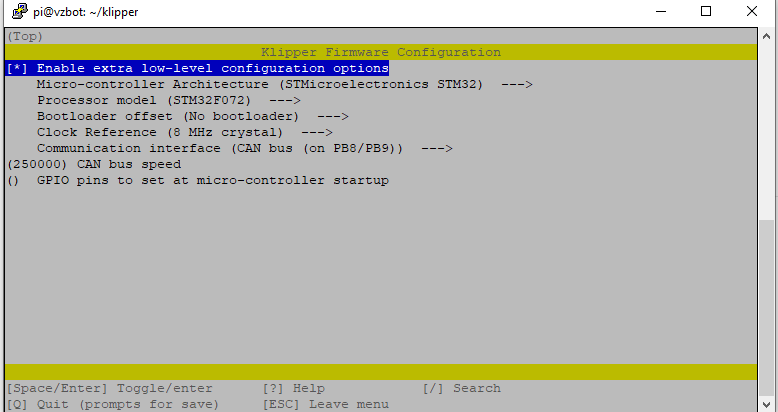 pi@vzbot: ~/klipper
(Top)
Klipper Firmware Configuration
[*] Enable extra low-level configuration options
Micro-controller Architecture (STMicroelectronics STM32) --->
Processor model (STM32F072) --->
Bootloader offset (No bootloader) --->
Clock Reference (8 MHz crystal) --->
Communication interface (CAN bus (on PB8/PB9)) --->
(250000) CAN bus speed
() GPIO pins to set at micro-controller startup
[Space/Enter] Toggle/enter [?] Help [/] Search
[Q] Quit (prompts for save) [ESC] Leave menu